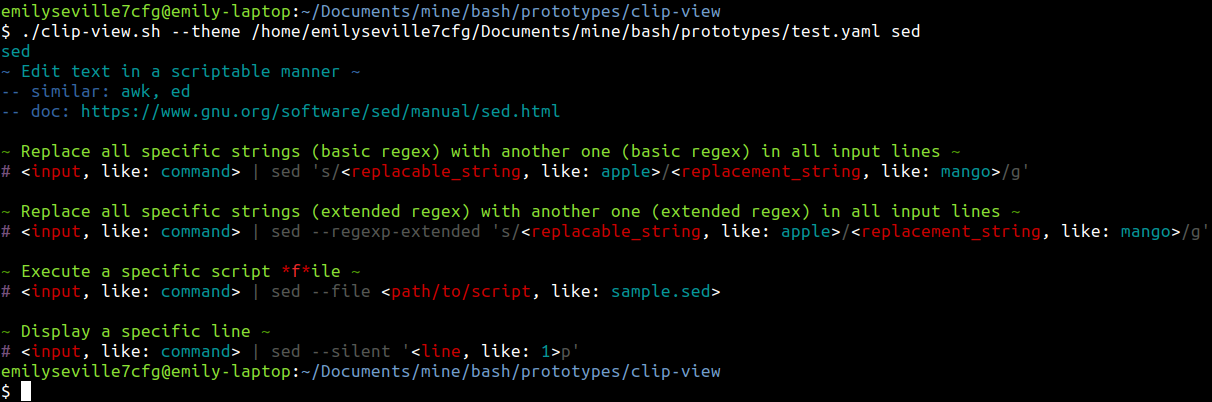 emilyseville7cfg@emily-laptop:~/Documents/mine/bash/prototypes/clip-view
$ ./clip-view.sh --theme /home/emilyseville7cfg/Documents/mine/bash/prototypes/test.yaml sed
sed
~ Edit text in a scriptable manner ~
-- similar: awk, ed
-- doc: https://www.gnu.org/software/sed/manual/sed.html

~ Replace all specific strings (basic regex) with another one (basic regex) in all input lines ~
# <input, like: command> | sed 's/<replacable_string, like: apple>/<replacement_string, like: mango>/g'

~ Replace all specific strings (extended regex) with another one (extended regex) in all input lines ~
# <input, like: command> | sed --regexp-extended 's/<replacable_string, like: apple>/<replacement_string, like: mango>/g'

~ Execute a specific script *f*ile ~
# <input, like: command> | sed --file <path/to/script, like: sample.sed>

~ Display a specific line ~
# <input, like: command> | sed --silent '<line, like: 1>p'
emilyseville7cfg@emily-laptop:~/Documents/mine/bash/prototypes/clip-view
$